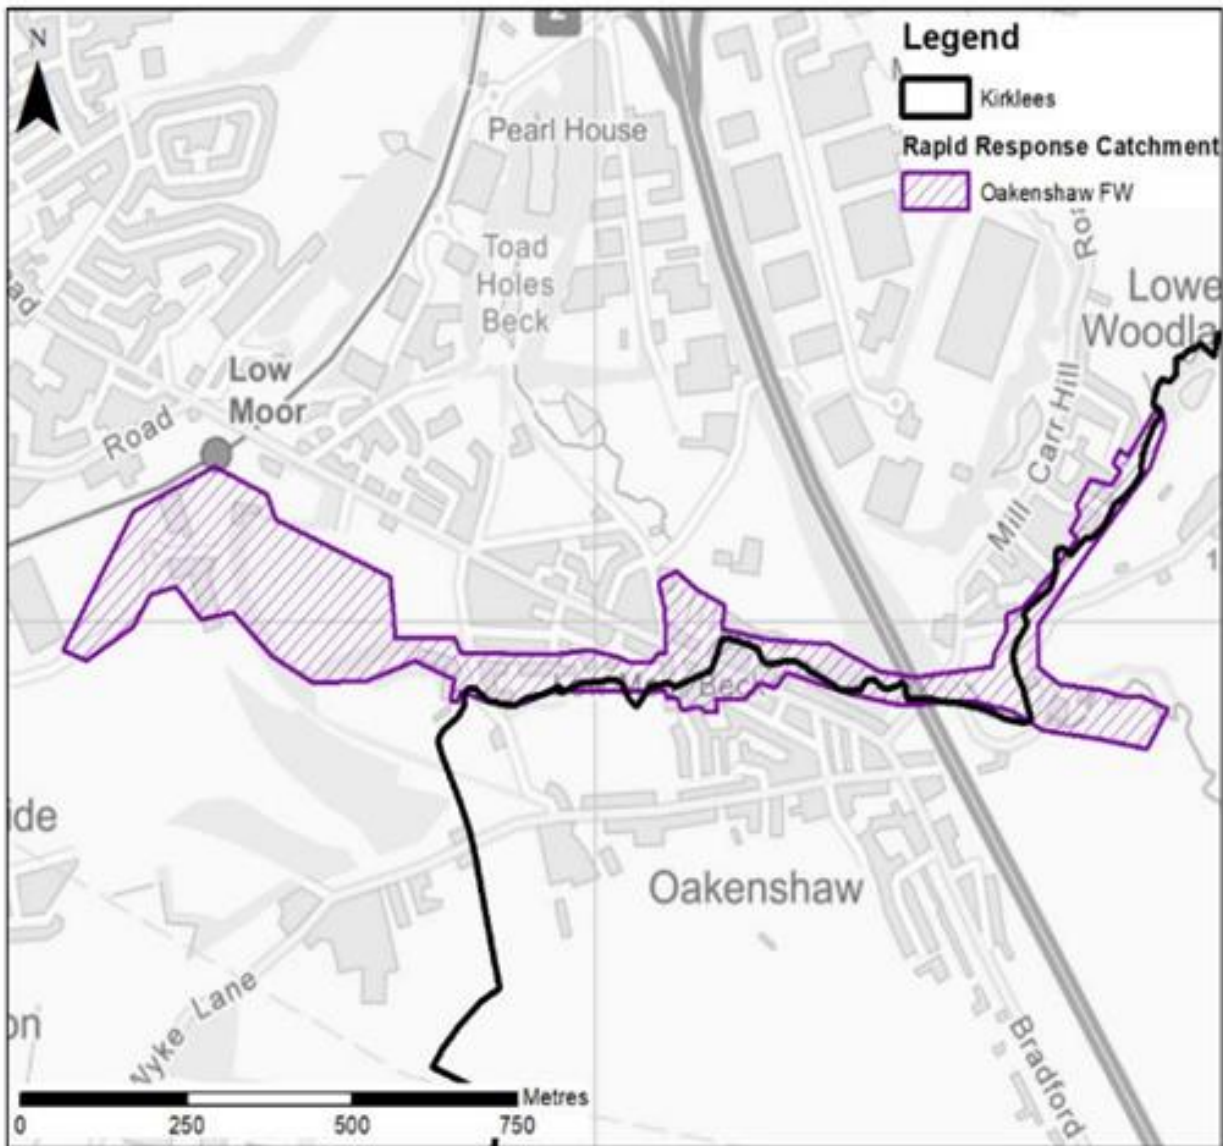 N
2
Legend
Kirklees
Rapid Response Catchment
Oakenshaw FW
Pearl House
Toad
Holes
Beck
Lowe
Woodla
Low
Moor
Road
Mill Carr Hill
Beck
ide
Oakenshaw
Wyke Lane
on
Bradford
Metres
0 250 500 750